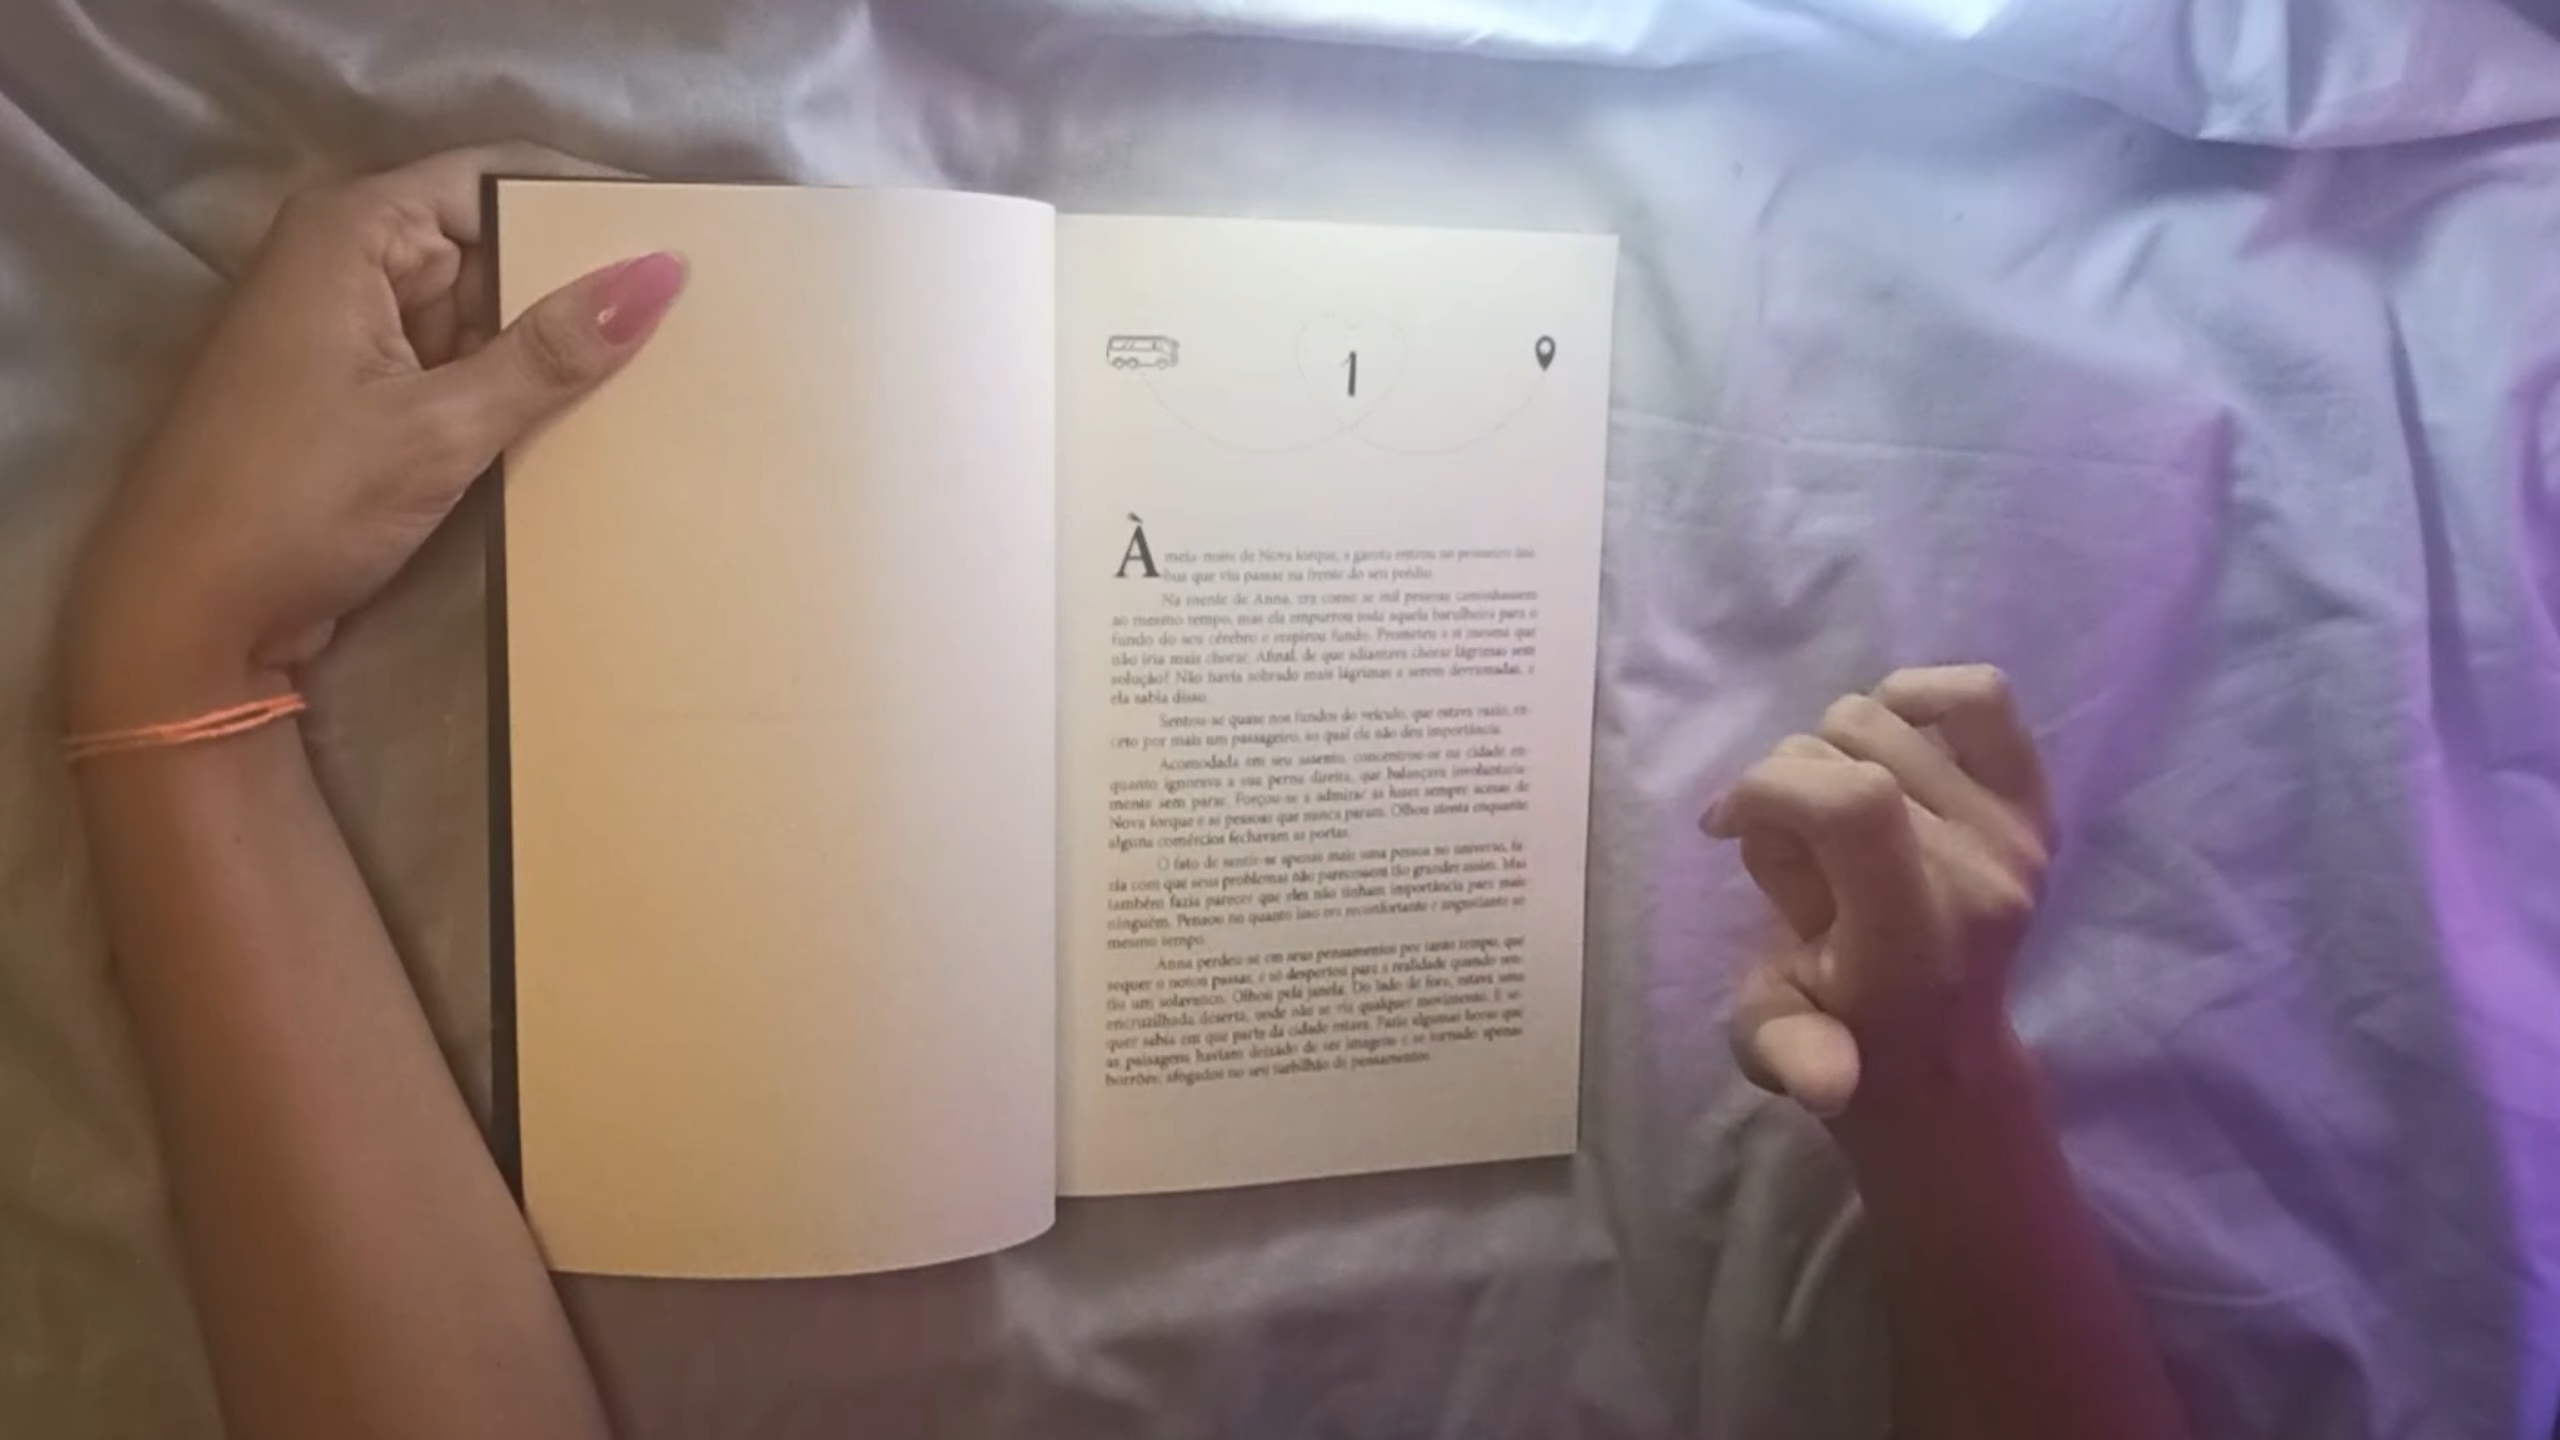 1
À meia-noite de Nova Iorque, a garota entrou no primeiro ôni-
bus que viu passar na frente do seu prédio.
Na mente de Anna, era como se mil pessoas caminhassem
ao mesmo tempo, mas ela empurrou toda aquela barulheira para o
fundo do seu cérebro e respirou fundo. Prometeu a si mesma que
não iria mais chorar. Afinal, de que adiantava chorar lágrimas sem
solução? Não havia sobrado mais lágrimas a serem derramadas, e
ela sabia disso.
Sentou-se quase nos fundos do veículo, que estava vazio, ex-
ceto por mais um passageiro, ao qual ela não deu importância.
Acomodada em seu assento, concentrou-se na cidade en-
quanto ignorava a sua perna direita, que balançava involuntaria-
mente sem parar. Forçou-se a admirar as luzes sempre acesas de
Nova Iorque e as pessoas que nunca param. Olhou atenta enquanto
alguns comércios fechavam as portas.
O fato de sentir-se apenas mais uma pessoa no universo, fa-
zia com que seus problemas não parecessem tão grandes assim. Mas
também fazia parecer que eles não tinham importância para mais
ninguém. Pensou no quanto isso era reconfortante e angustiante ao
mesmo tempo.
Anna perdeu-se em seus pensamentos por tanto tempo, que
sequer o notou passar, e só despertou para a realidade quando sen-
tiu um solavanco. Olhou pela janela. Do lado de fora, estava uma
encruzilhada deserta, onde não se via qualquer movimento. E se-
quer sabia em que parte da cidade estava. Fazia algumas horas que
as paisagens haviam deixado de ser imagens e se tornado apenas
borrões, afogados no seu turbilhão de pensamentos.